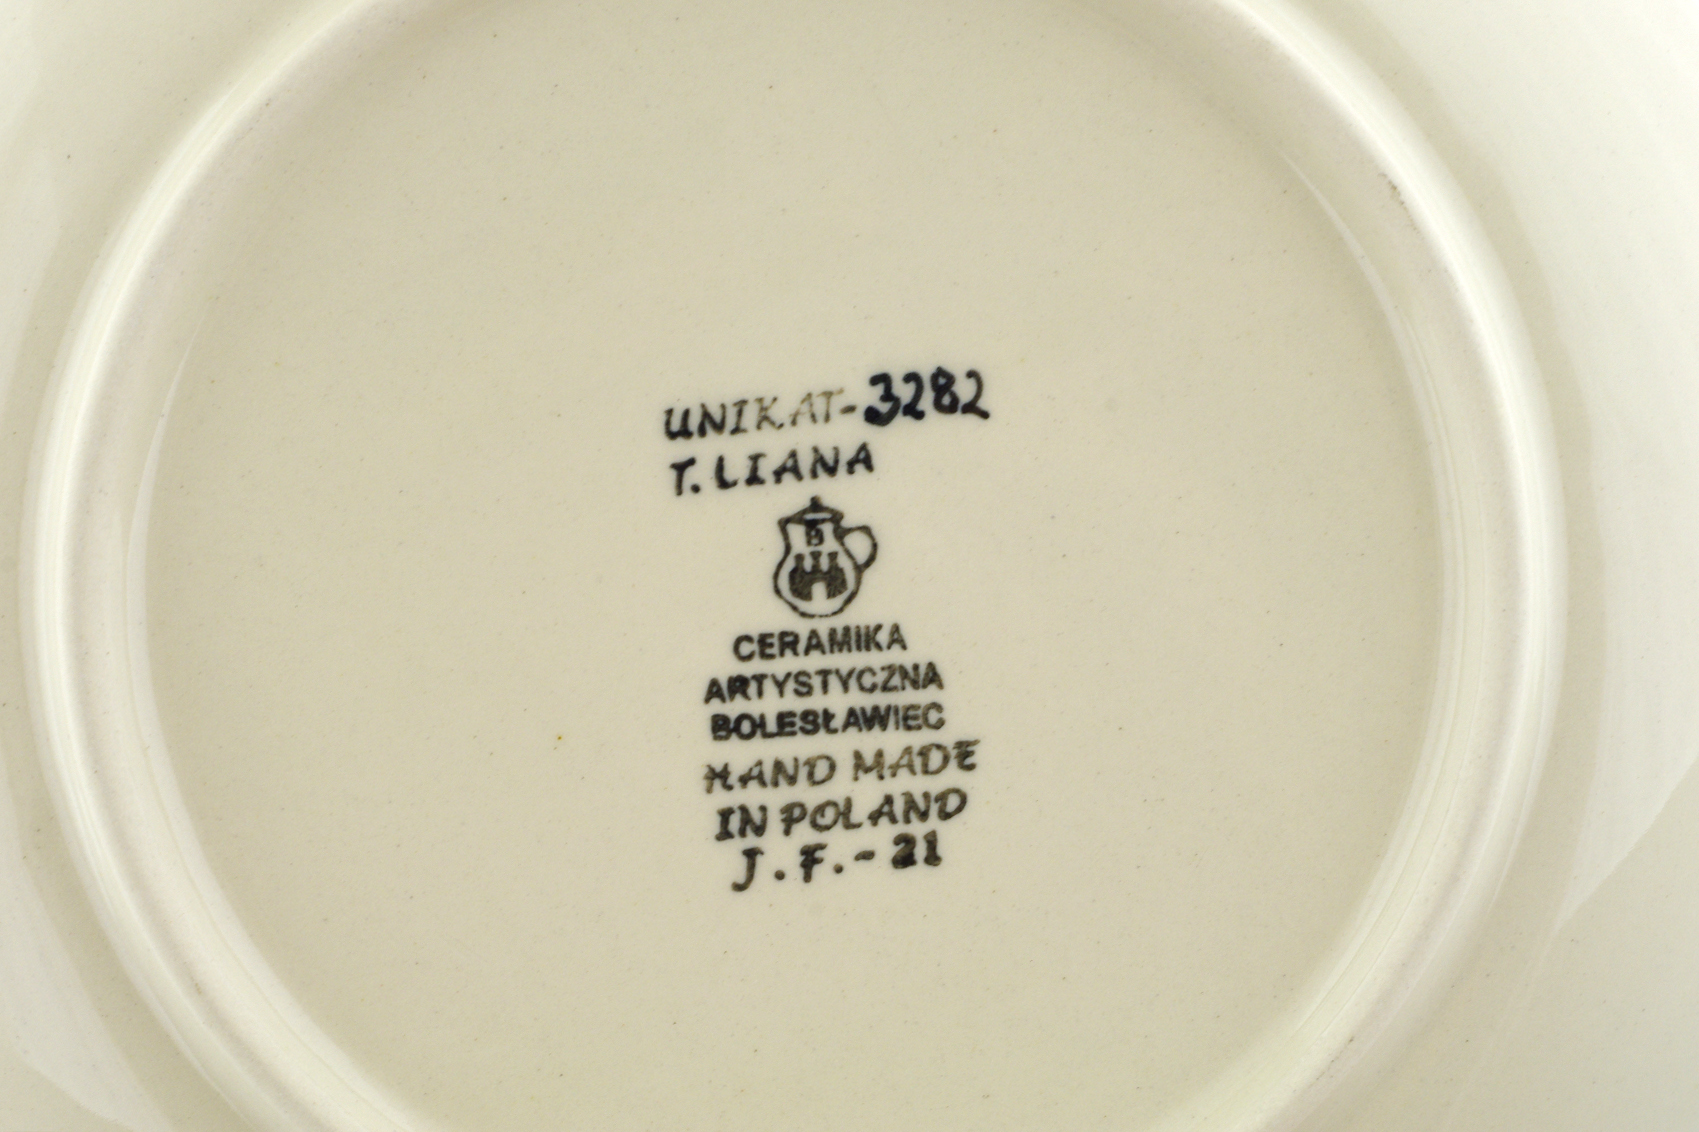 UNIKAT-3282
T. LIANA
B
CERAMIKA
ARTYSTYCZNA
BOLESŁAWIEC
HAND MADE
IN POLAND
J.F.-21